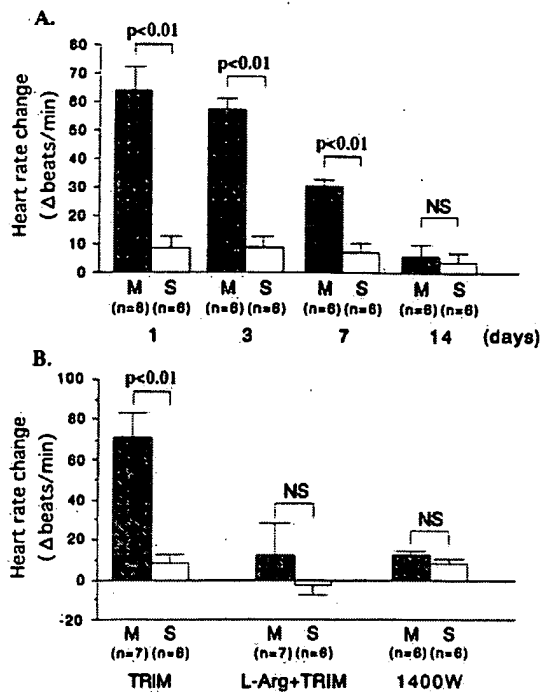 A.
p<0.01
p<0.01
p<0.01
NS
Heart rate change
(Δbeats/min)
80
70
60
50
40
30
20
10
0
M S M S M S M S
(n=6)(n=6) (n=6)(n=6) (n=6)(n=6) (n=6)(n=6)
1 3 7 14 (days)
B.
p<0.01
NS
NS
Heart rate change
(Δbeats/min)
100
80
60
40
20
0
-20
M S M S M S
(n=7)(n=6) (n=7)(n=6) (n=6)(n=6)
TRIM L-Arg+TRIM 1400W